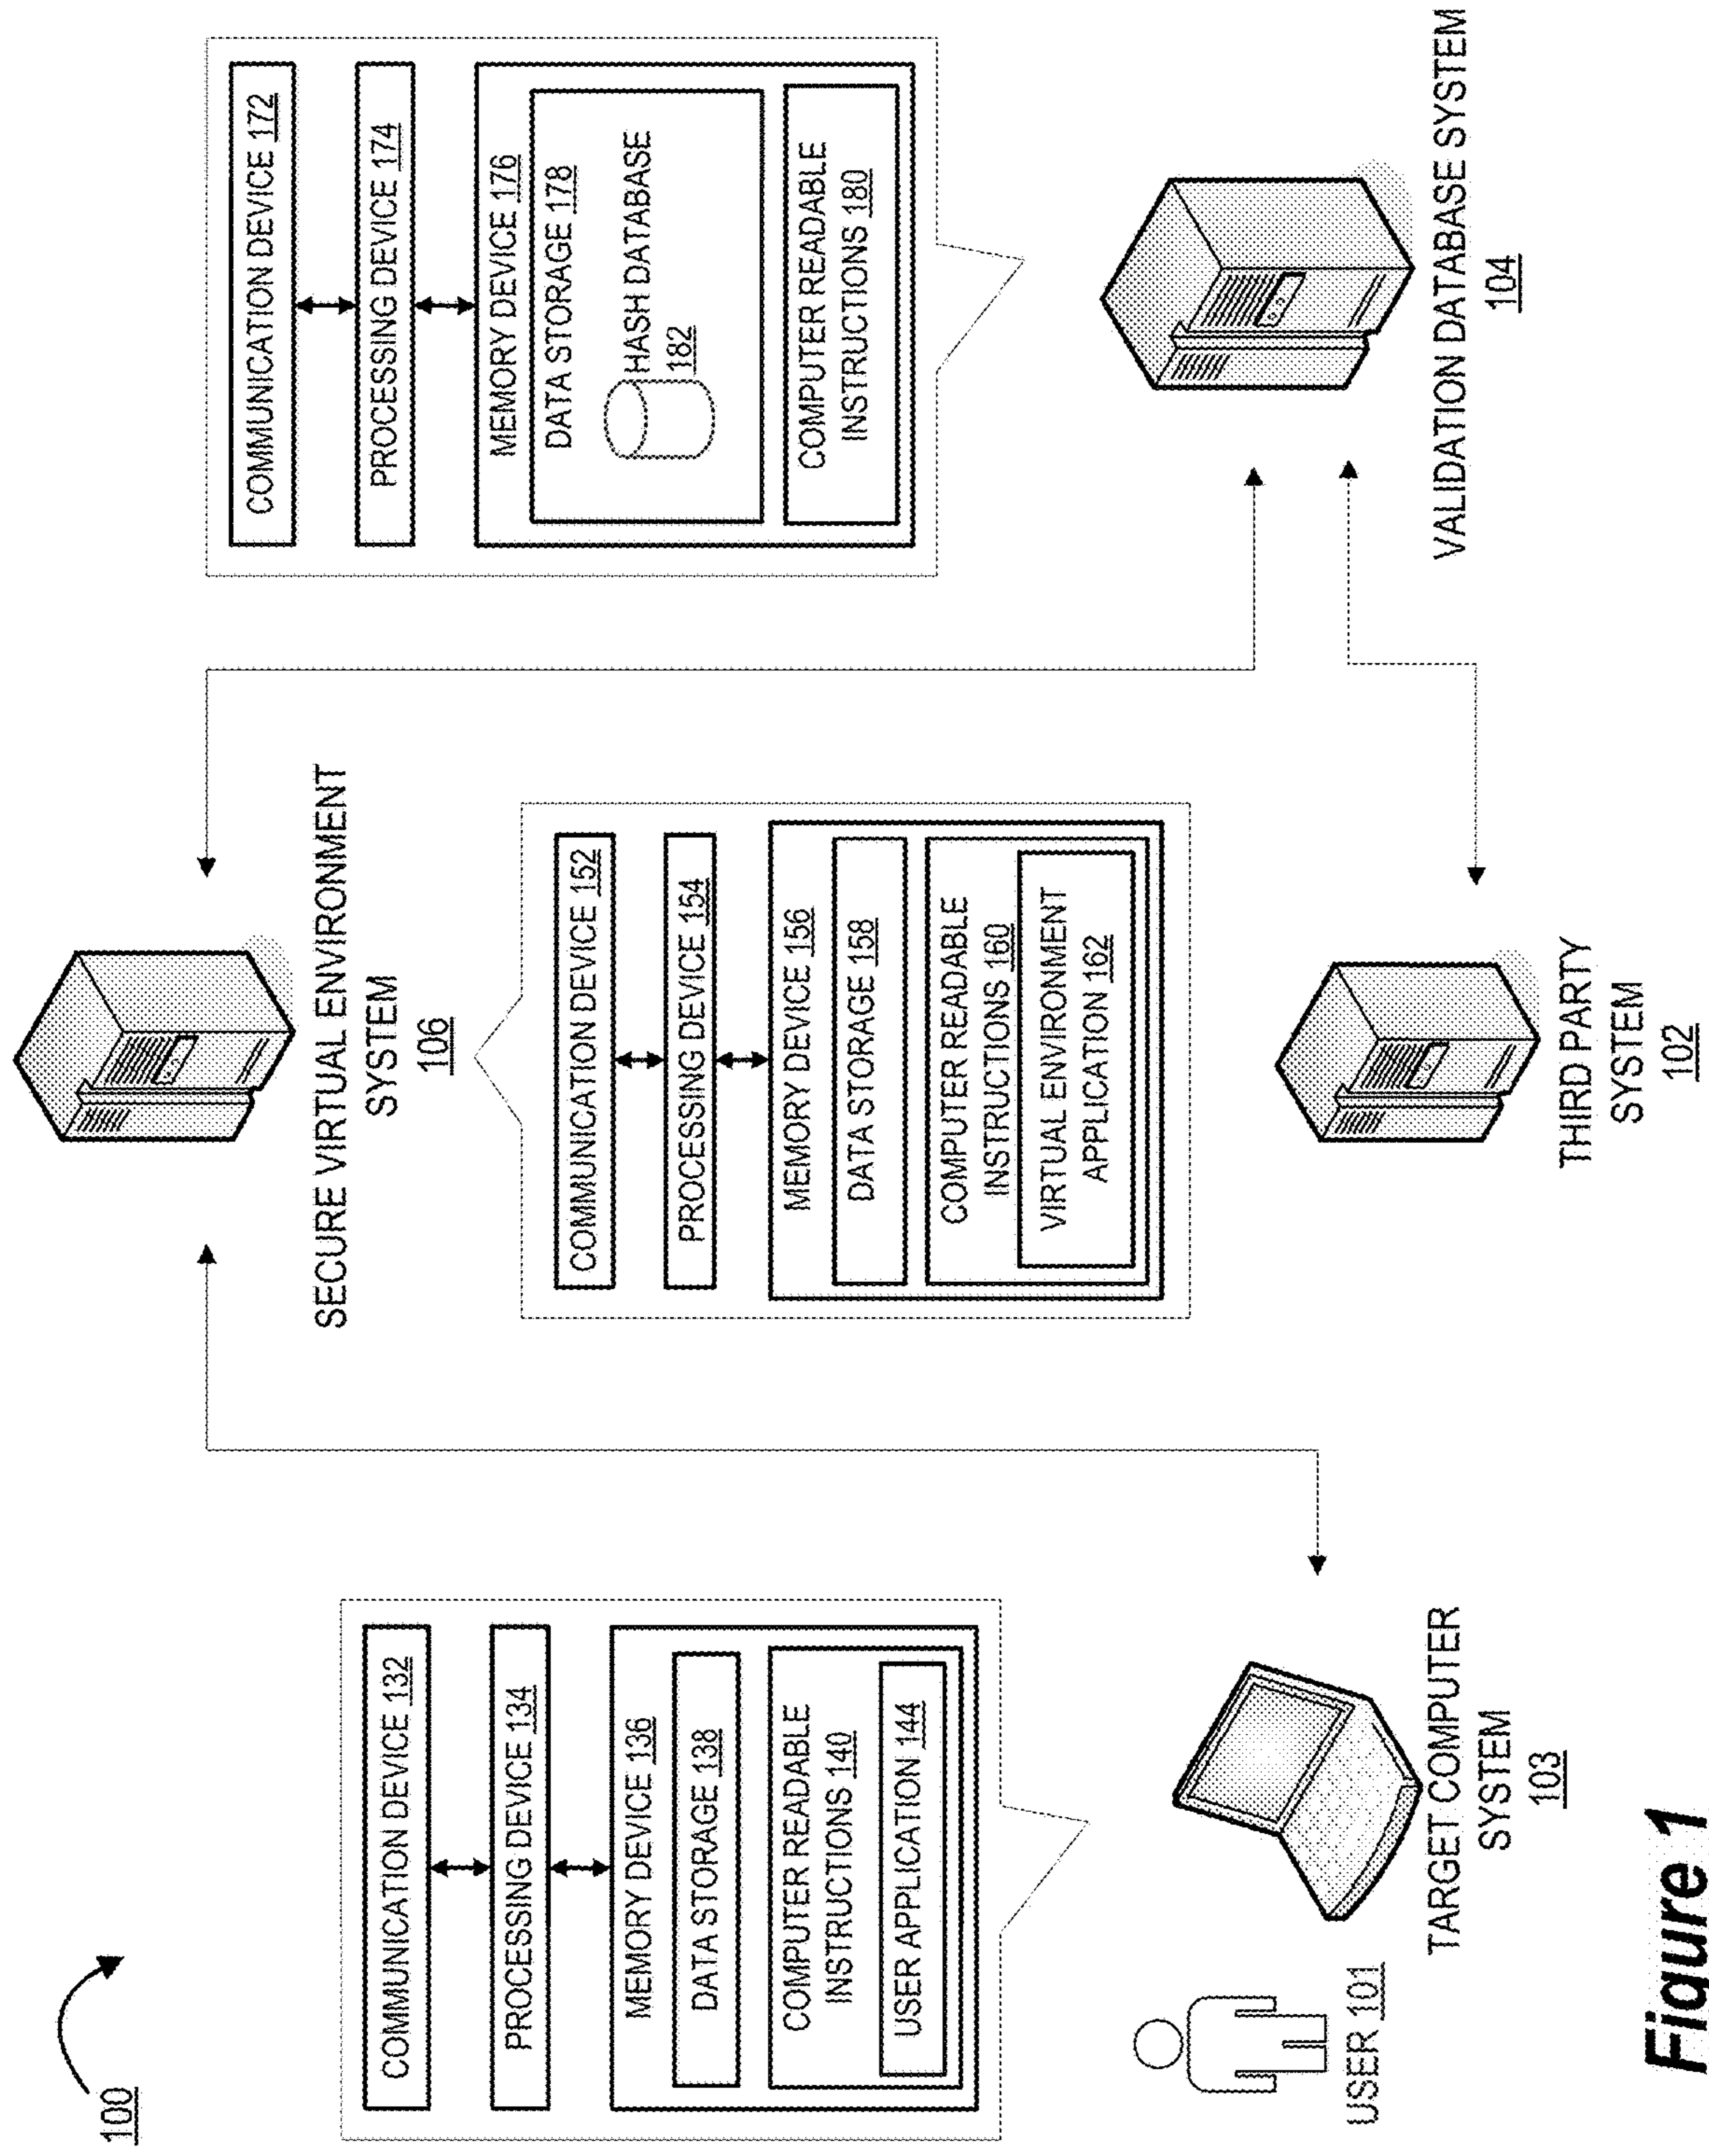 100
COMMUNICATION DEVICE 132
PROCESSING DEVICE 134
MEMORY DEVICE 136
DATA STORAGE 138
COMPUTER READABLE
INSTRUCTIONS 140
USER APPLICATION 144
USER 101
TARGET COMPUTER
SYSTEM
103
SECURE VIRTUAL ENVIRONMENT
SYSTEM
106
COMMUNICATION DEVICE 152
PROCESSING DEVICE 154
MEMORY DEVICE 156
DATA STORAGE 158
COMPUTER READABLE
INSTRUCTIONS 160
VIRTUAL ENVIRONMENT
APPLICATION 162
THIRD PARTY
SYSTEM
102
COMMUNICATION DEVICE 172
PROCESSING DEVICE 174
MEMORY DEVICE 176
DATA STORAGE 178
HASH DATABASE
182
COMPUTER READABLE
INSTRUCTIONS 180
VALIDATION DATABASE SYSTEM
104
Figure 1